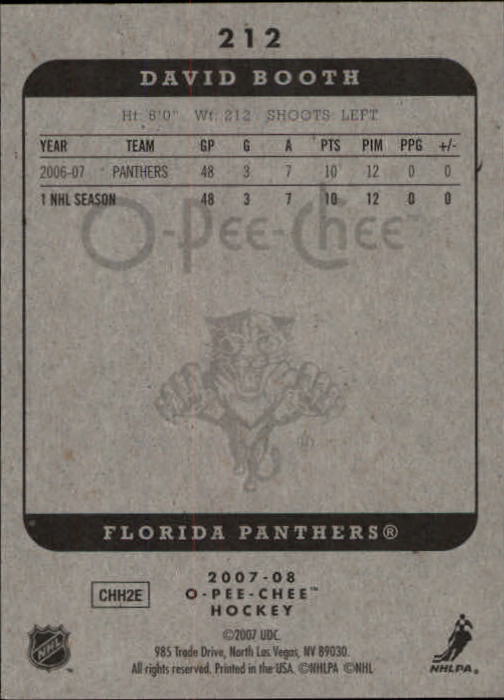 212
DAVID BOOTH
Ht: 6'0" Wt: 212 SHOOTS: LEFT
YEAR TEAM GP G A PTS PIM PPG +/-
2006-07 PANTHERS 48 3 7 10 12 0 0
1 NHL SEASON 48 3 7 10 12 0 0
O-Pee-Chee™
FLORIDA PANTHERS®
2007-08
CHH2E
O-PEE-CHEE™
HOCKEY
©2007 UDC.
985 Trade Drive, North Las Vegas, NV 89030.
All rights reserved. Printed in the USA. ©NHLPA ©NHL
NHL
NHLPA